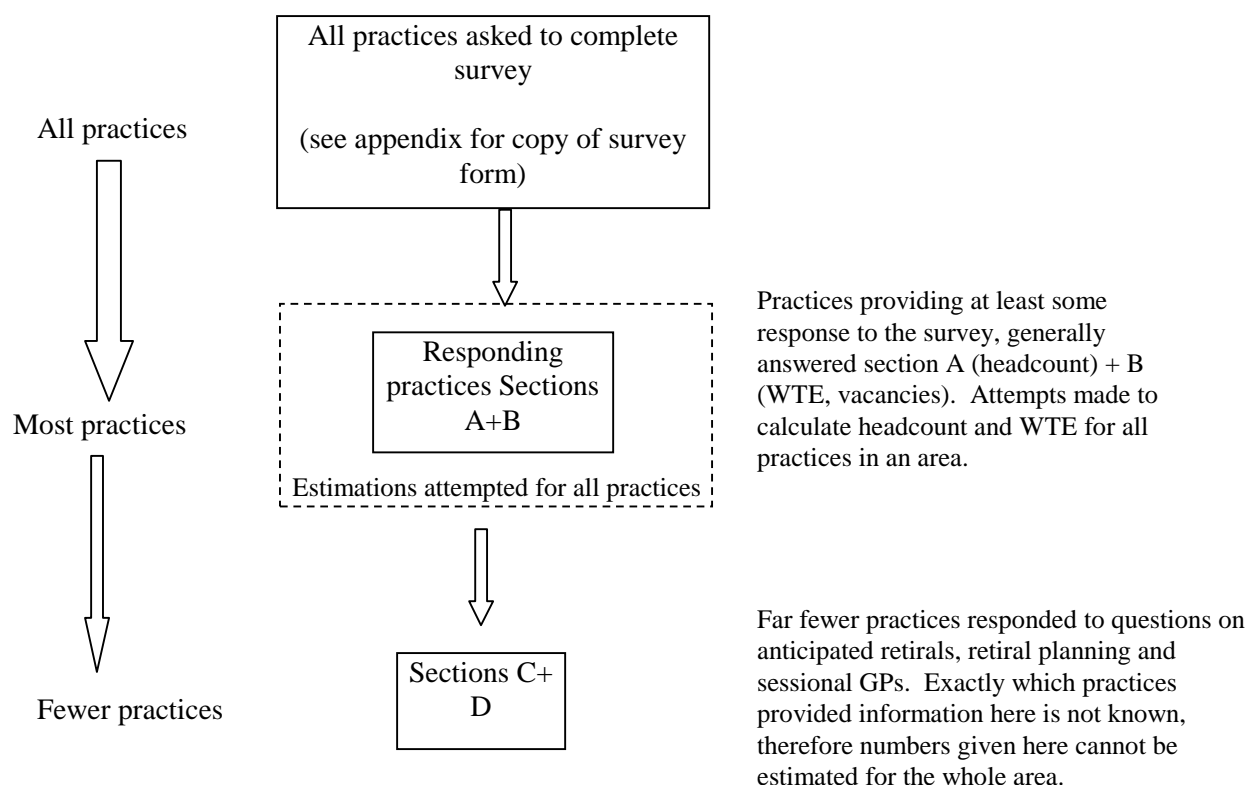 All practices asked to complete
survey
(see appendix for copy of survey
form)
All practices
Practices providing at least some
response to the survey, generally
answered section A (headcount) + B
(WTE, vacancies).  Attempts made to
calculate headcount and WTE for all
practices in an area.
Responding
practices Sections
A+B
Most practices
Estimations attempted for all practices
Far fewer practices responded to questions on
anticipated retirals, retiral planning and
sessional GPs.  Exactly which practices
provided information here is not known,
therefore numbers given here cannot be
estimated for the whole area.
Sections C+
D
Fewer practices